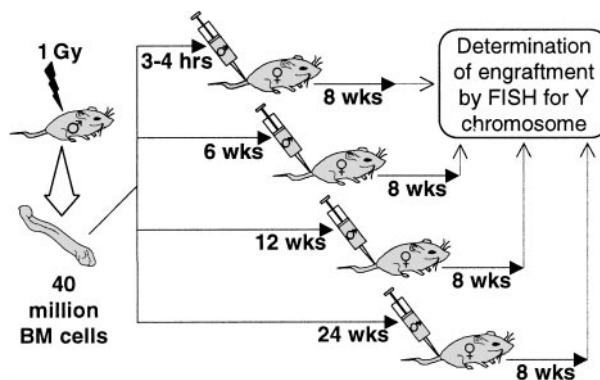 1 Gy
3-4 hrs
8 wks
Determination
of engraftment
by FISH for Y
chromosome
6 wks
8 wks
12 wks
8 wks
40
million
BM cells
24 wks
8 wks